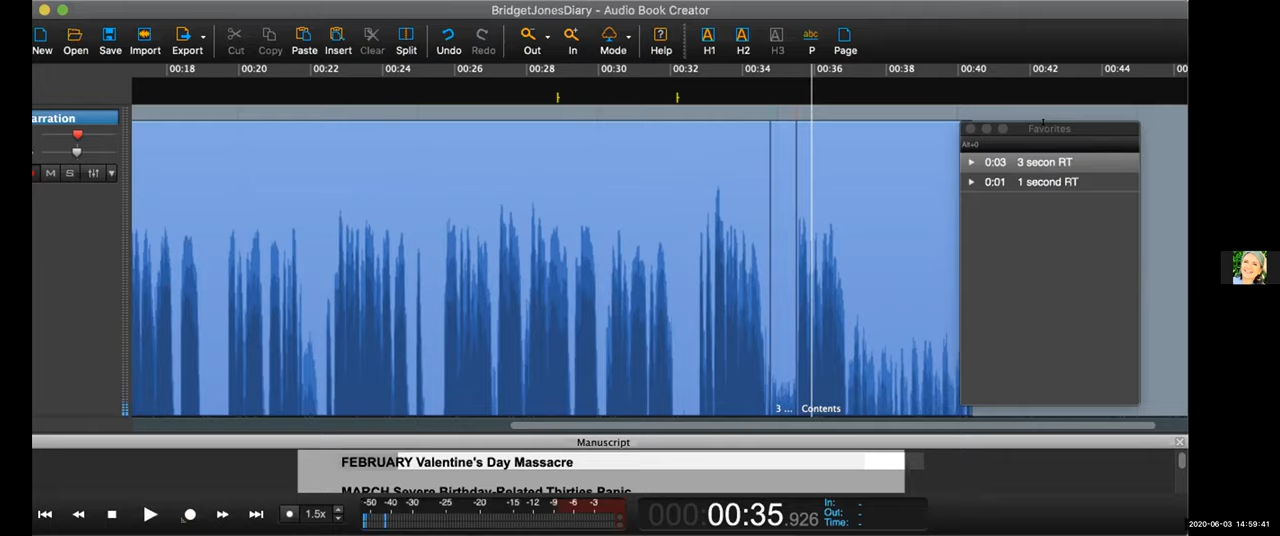 BridgetJonesDiary - Audio Book Creator
New Open Save Import Export Cut Copy Paste Insert Clear Split Undo Redo Out In Mode Help H1 H2 H3 P Page
abc
00:18 00:20 00:22 00:24 00:26 00:28 00:30 00:32 00:34 00:36 00:38 00:40 00:42 00:44 00
arration
Favorites
Alt+0
0:03 3 secon RT
M S
0:01 1 second RT
3 ... Contents
Manuscript
FEBRUARY Valentine's Day Massacre
MARCH Severe Birthday-Related Thirties Panic
-50 -40 -30 -25 -20 -15 -12 -9 -6 -3
1.5x
000:00:35.926
In: -
Out: -
Time: -
2020-06-03 14:59:41